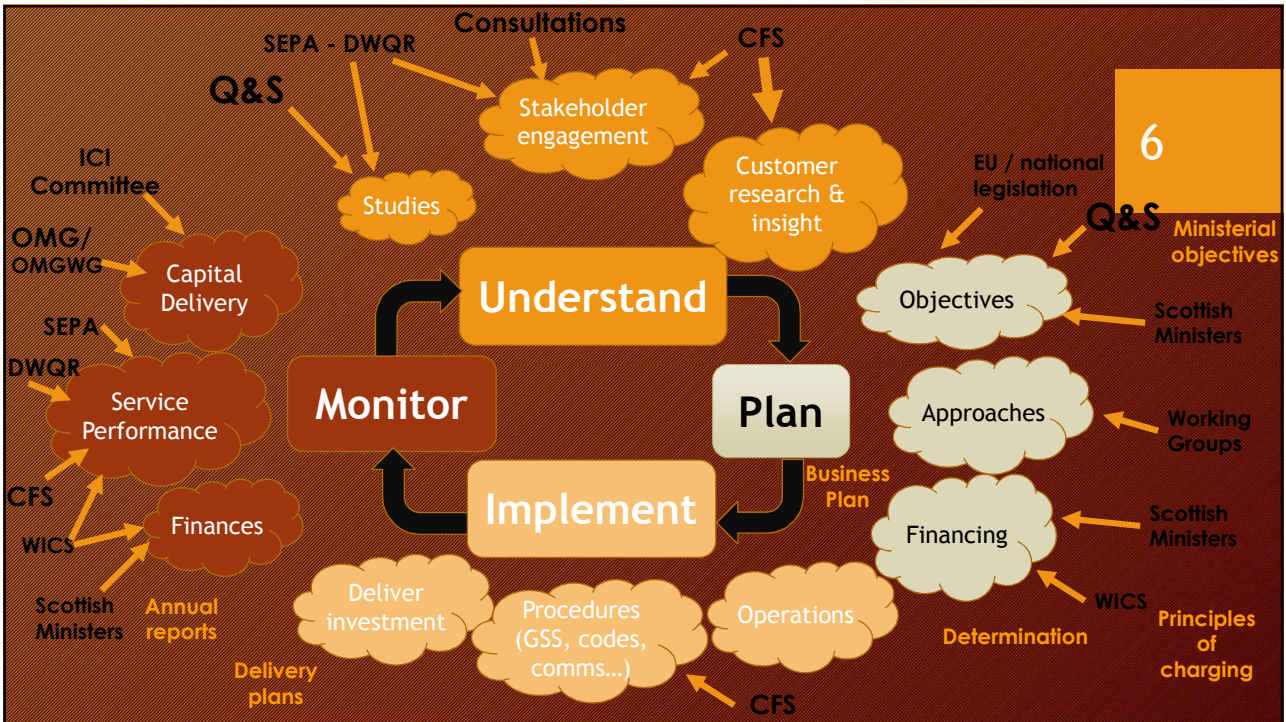 Consultations
SEPA - DWQR
CFS
Q&S
Stakeholder
engagement
6
ICI
Committee
Studies
Customer
research &
insight
EU / national
legislation
Q&S
Ministerial
objectives
OMG/
OMGWG
Capital
Delivery
Understand
Objectives
SEPA
Scottish
Ministers
DWQR
Service
Performance
Monitor
Plan
Approaches
Working
Groups
CFS
Business
Plan
WICS
Finances
Implement
Financing
Scottish
Ministers
Scottish
Ministers
Annual
reports
Deliver
investment
Procedures
(GSS, codes,
comms…)
Operations
WICS
Determination
Principles
of
charging
Delivery
plans
CFS